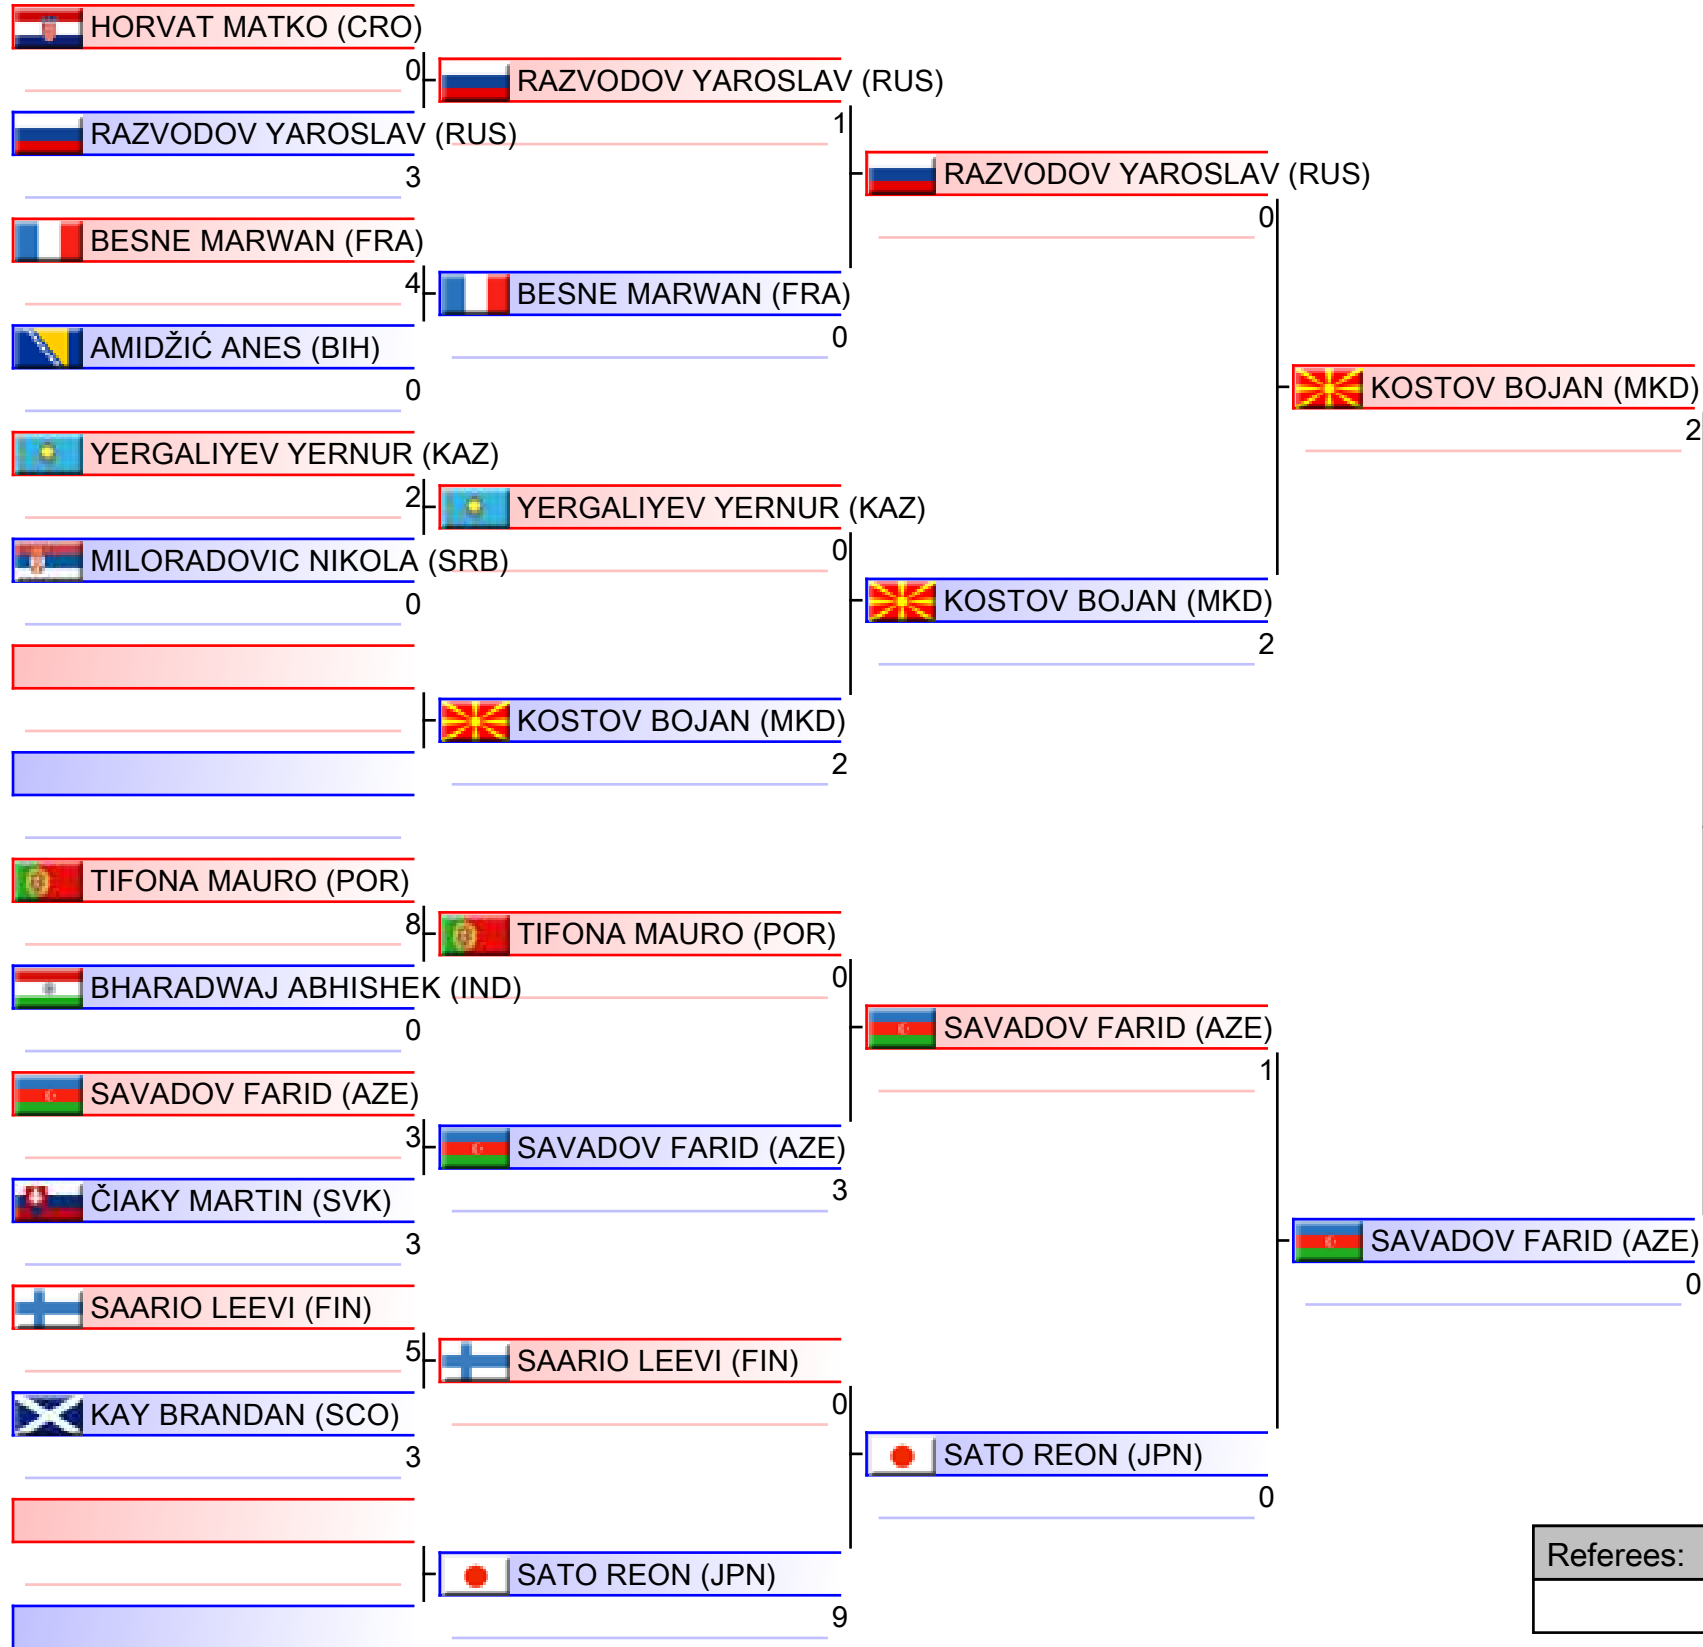 HORVAT MATKO (CRO)
0
RAZVODOV YAROSLAV (RUS)
3
BESNE MARWAN (FRA)
4
AMIDŽIĆ ANES (BIH)
0
YERGALIYEV YERNUR (KAZ)
2
MILORADOVIC NIKOLA (SRB)
0
TIFONA MAURO (POR)
8
BHARADWAJ ABHISHEK (IND)
0
SAVADOV FARID (AZE)
3
ČIAKY MARTIN (SVK)
3
SAARIO LEEVI (FIN)
5
KAY BRANDAN (SCO)
3
RAZVODOV YAROSLAV (RUS)
1
BESNE MARWAN (FRA)
0
YERGALIYEV YERNUR (KAZ)
0
KOSTOV BOJAN (MKD)
2
TIFONA MAURO (POR)
0
SAVADOV FARID (AZE)
3
SAARIO LEEVI (FIN)
0
SATO REON (JPN)
9
RAZVODOV YAROSLAV (RUS)
0
KOSTOV BOJAN (MKD)
2
SAVADOV FARID (AZE)
1
SATO REON (JPN)
0
KOSTOV BOJAN (MKD)
2
SAVADOV FARID (AZE)
0
Referees: